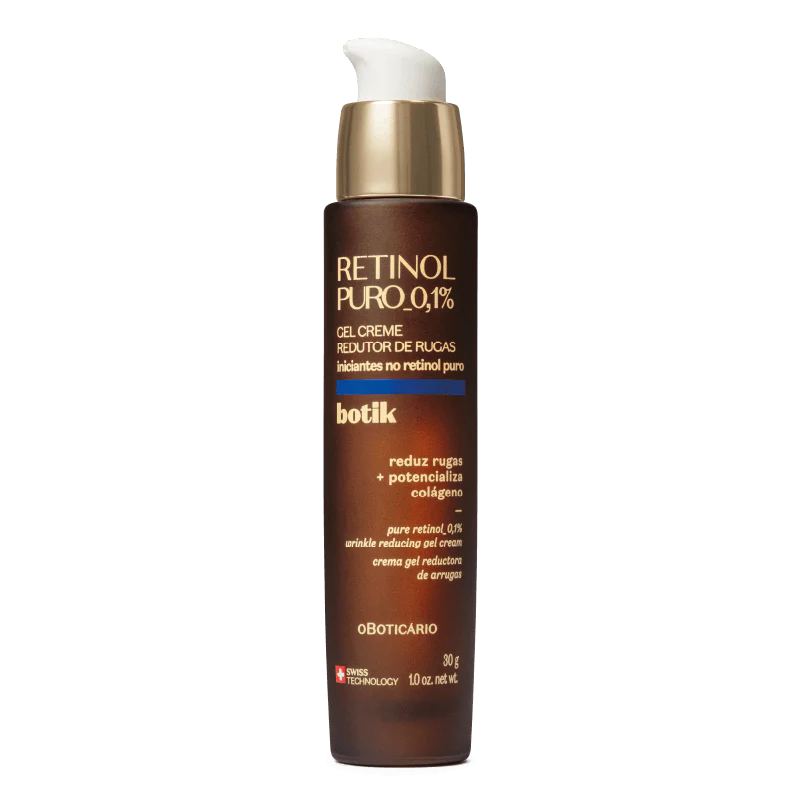 RETINOL
PURO_0,1%
GEL CREME
REDUTOR DE RUGAS
iniciantes no retinol puro
botik
reduz rugas
+ potencializa
colágeno
–
pure retinol_0,1%
wrinkle reducing gel cream
crema gel reductora
de arrugas
oBOTICÁRIO
30 g
1.0 oz. net wt.
SWISS
TECHNOLOGY